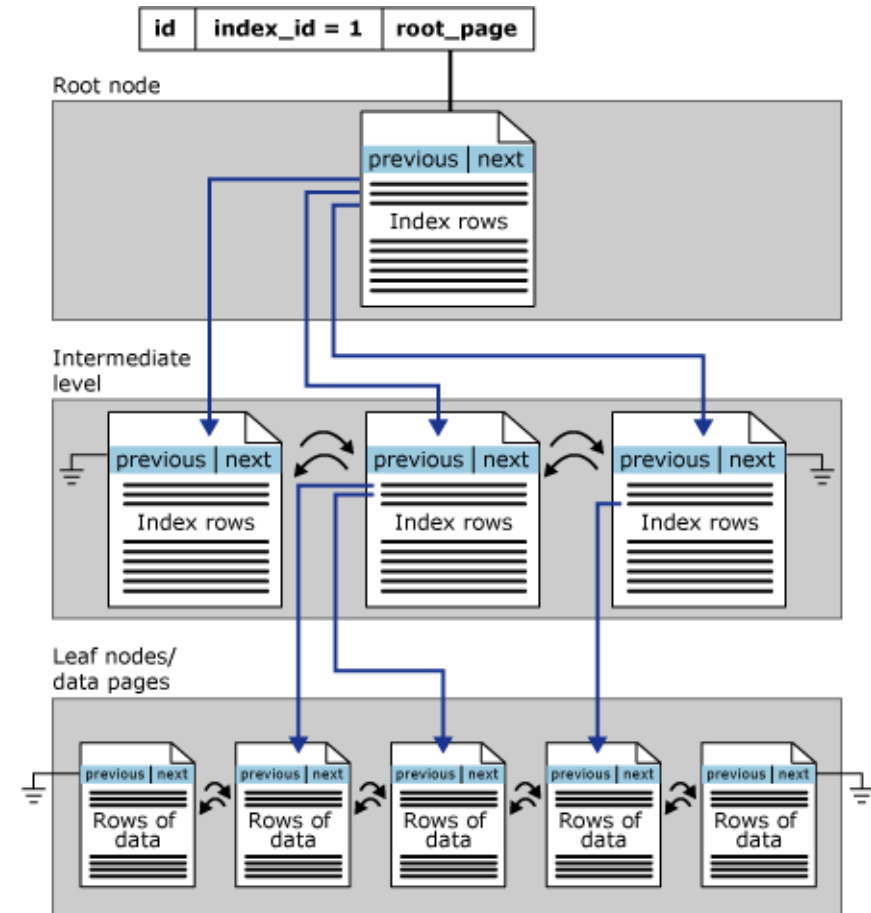 id index_id = 1 root_page
Root node
previous next
Index rows
Intermediate
level
previous next previous next previous next
Index rows Index rows Index rows
Leaf nodes/
data pages
previous next previous next previous next previous next previous next
Rows of Rows of Rows of Rows of Rows of
data data data data data